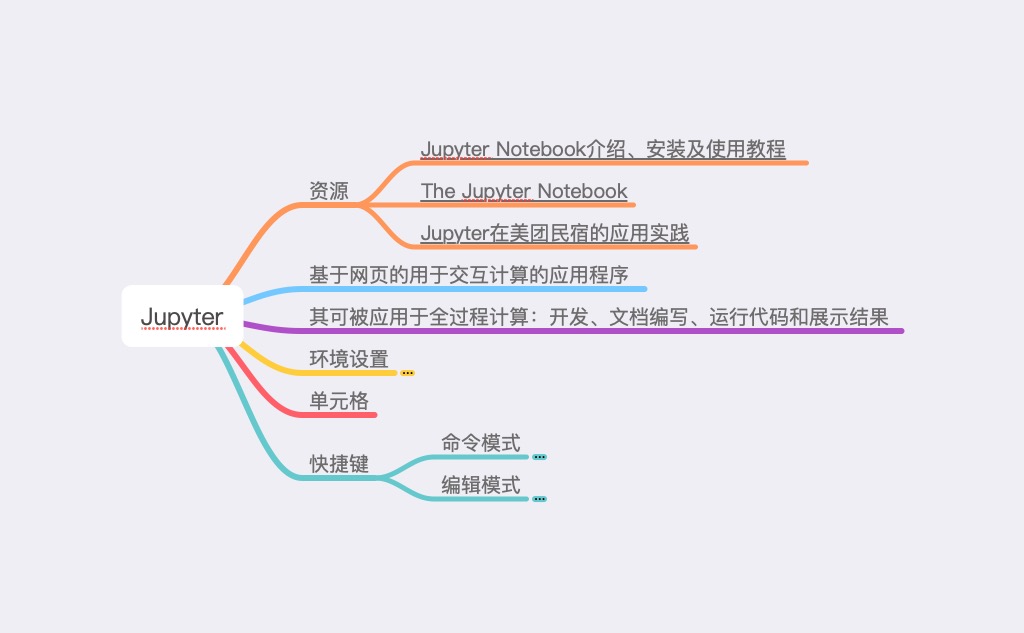 Jupyter Notebook介绍、安装及使用教程
资源
The Jupyter Notebook
Jupyter在美团民宿的应用实践
基于网页的用于交互计算的应用程序
Jupyter
其可被应用于全过程计算：开发、文档编写、运行代码和展示结果
环境设置
单元格
命令模式
快捷键
编辑模式